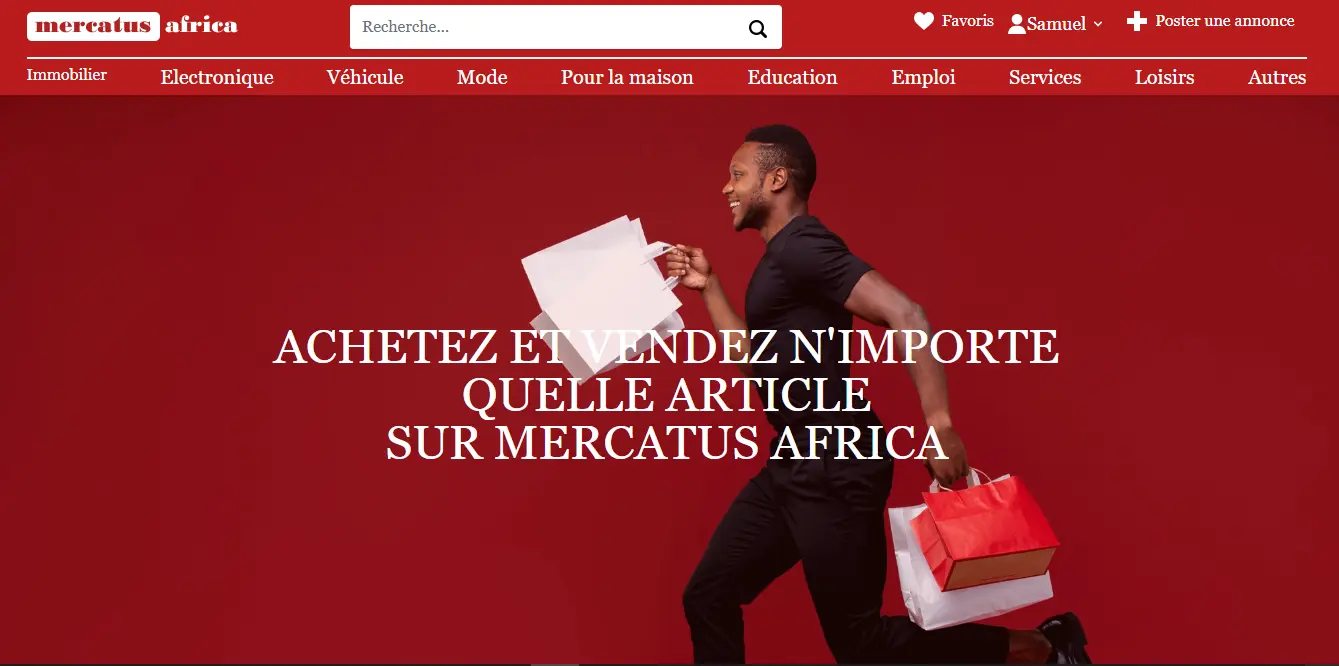 mercatus africa
Recherche...
Favoris
Samuel
Poster une annonce
Immobilier
Electronique
Véhicule
Mode
Pour la maison
Education
Emploi
Services
Loisirs
Autres
ACHETEZ ET VENDEZ N'IMPORTE
QUELLE ARTICLE
SUR MERCATUS AFRICA